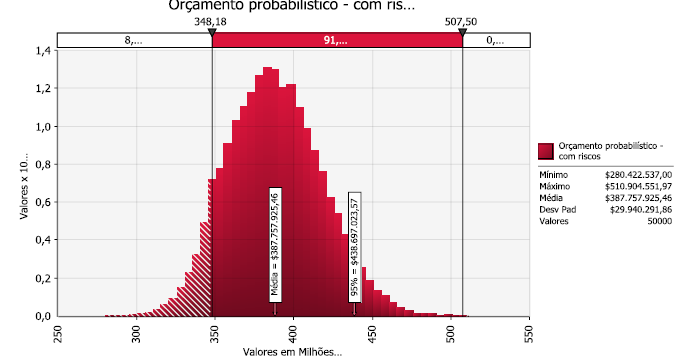 Orçamento probabilístico - com ris...
348,18 507,50
8,... 91,... 0,...
1,4
1,2
1,0
0,8
0,6
0,4
0,2
0,0
Valores x 10...
Média = $387.757.925,46
95% = $438.697.023,57
250 300 350 400 450 500 550
Valores em Milhões...
Orçamento probabilístico -
com riscos
Mínimo $280.422.537,00
Máximo $510.904.551,97
Média $387.757.925,46
Desv Pad $29.940.291,86
Valores 50000